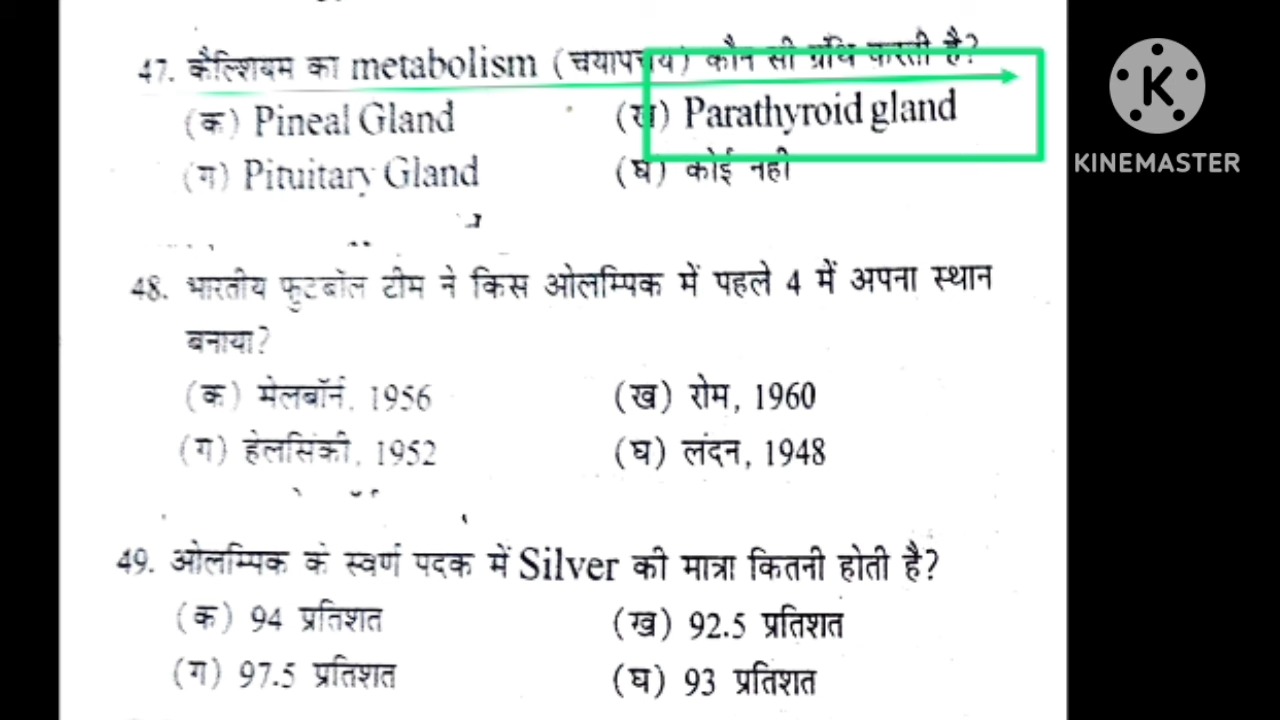 47. कैल्शियम का metabolism (चयापचय) कौन सी ग्रंथि करती है?
(क) Pineal Gland (ख) Parathyroid gland
(ग) Pituitary Gland (घ) कोई नही
48. भारतीय फुटबॉल टीम ने किस ओलम्पिक में पहले 4 में अपना स्थान
बनाया?
(क) मेलबॉर्न, 1956 (ख) रोम, 1960
(ग) हेलसिंकी, 1952 (घ) लंदन, 1948
49. ओलम्पिक के स्वर्ण पदक में Silver की मात्रा कितनी होती है?
(क) 94 प्रतिशत (ख) 92.5 प्रतिशत
(ग) 97.5 प्रतिशत (घ) 93 प्रतिशत
K
KINEMASTER